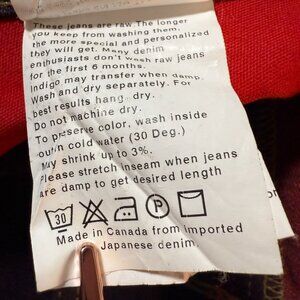 These jeans are raw The longer
you keep from washing them,
the more special and personalized
they will get. Many denim
enthusiasts don't wash raw jeans
for the first 6 months.
Indigo may transfer when damp.
Wash and dry separately. For
best results hang dry.
Do not machine dry.
To preserve color, wash inside
out in cold water (30 Deg.)
May shrink up to 3%.
Please stretch inseam when jeans
are damp to get desired length
30
P
Made in Canada from imported
Japanese denim.